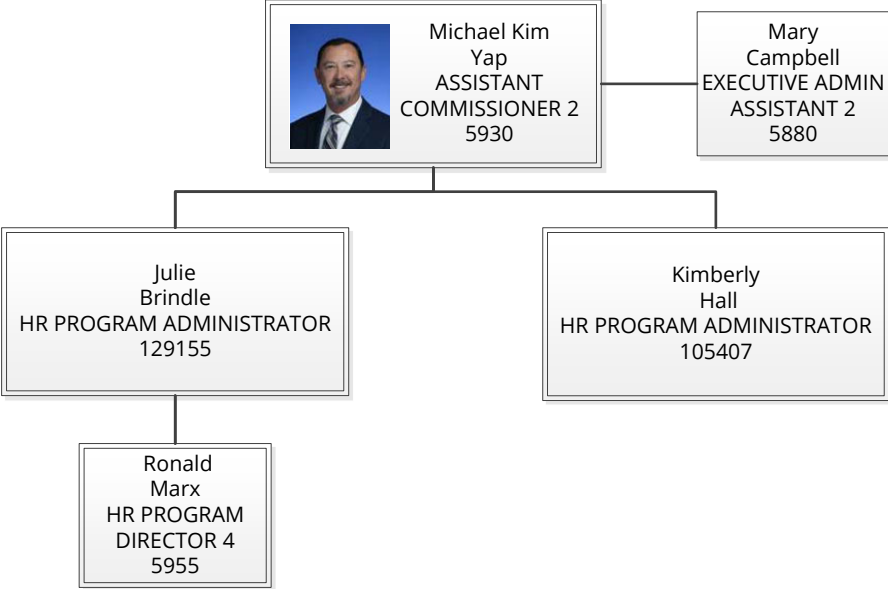 Michael Kim
Yap
ASSISTANT
COMMISSIONER 2
5930
Mary
Campbell
EXECUTIVE ADMIN
ASSISTANT 2
5880
Julie
Brindle
HR PROGRAM ADMINISTRATOR
129155
Kimberly
Hall
HR PROGRAM ADMINISTRATOR
105407
Ronald
Marx
HR PROGRAM
DIRECTOR 4
5955